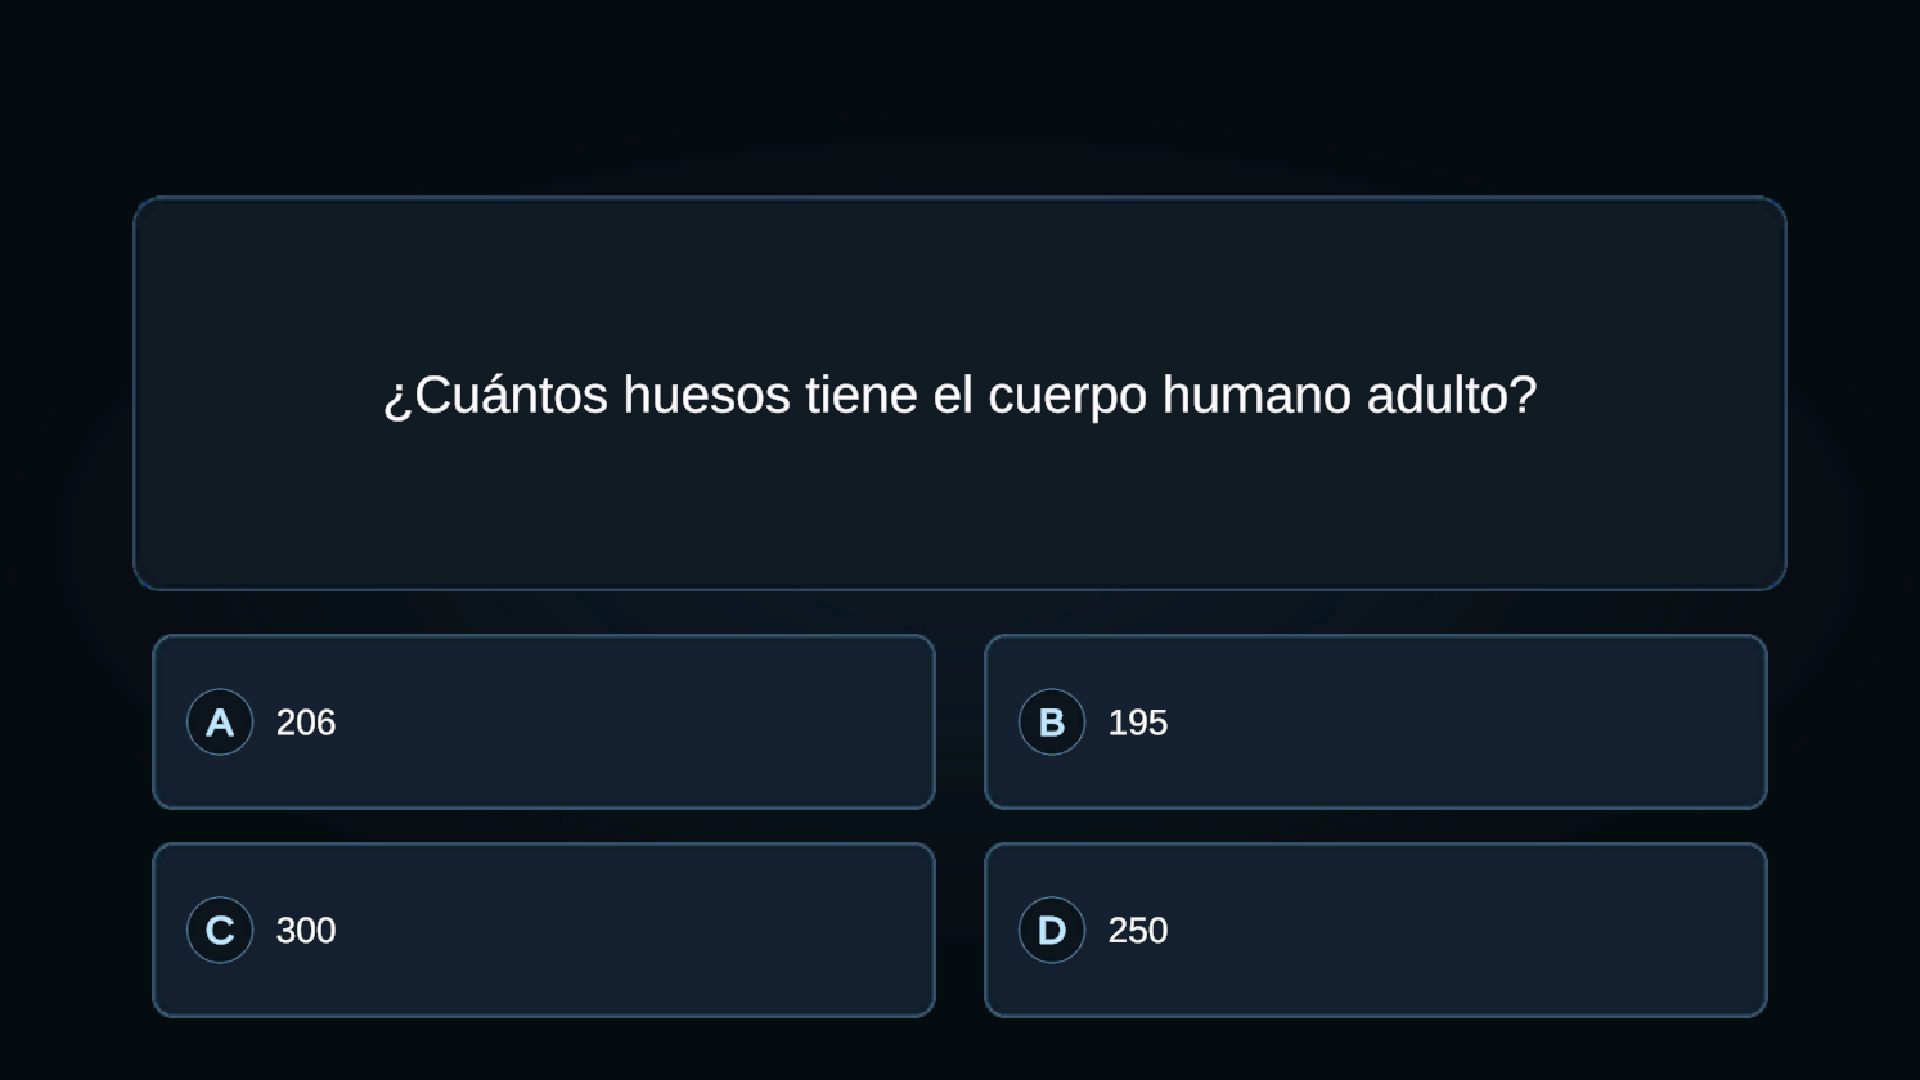 ¿Cuántos huesos tiene el cuerpo humano adulto?
A 206
B 195
C 300
D 250